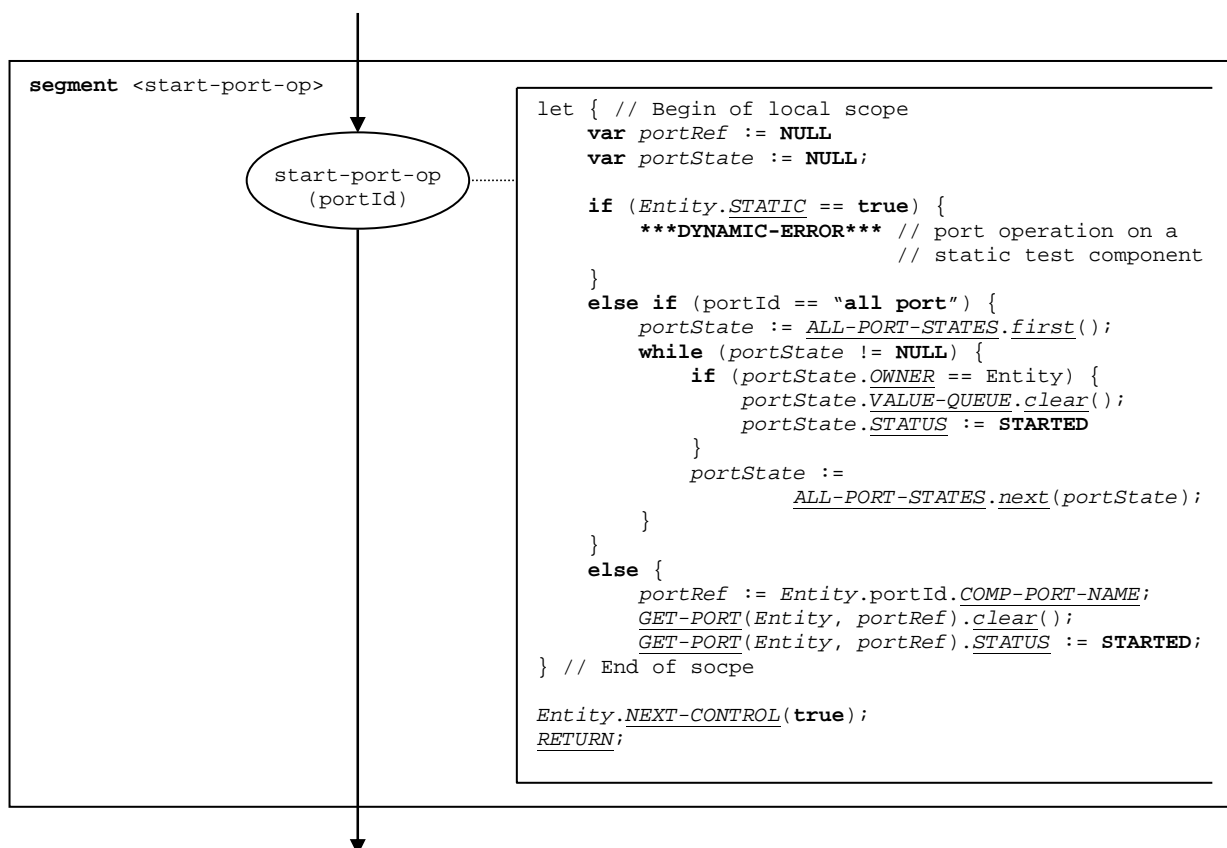 segment <start-port-op>
start-port-op
(portId)
let { // Begin of local scope
    var portRef := NULL
    var portState := NULL;

    if (Entity.STATIC == true) {
        ***DYNAMIC-ERROR*** // port operation on a
                            // static test component
    }
    else if (portId == “all port”) {
        portState := ALL-PORT-STATES.first();
        while (portState != NULL) {
            if (portState.OWNER == Entity) {
                portState.VALUE-QUEUE.clear();
                portState.STATUS := STARTED
            }
            portState :=
                    ALL-PORT-STATES.next(portState);
        }
    }
    else {
        portRef := Entity.portId.COMP-PORT-NAME;
        GET-PORT(Entity, portRef).clear();
        GET-PORT(Entity, portRef).STATUS := STARTED;
} // End of socpe

Entity.NEXT-CONTROL(true);
RETURN;